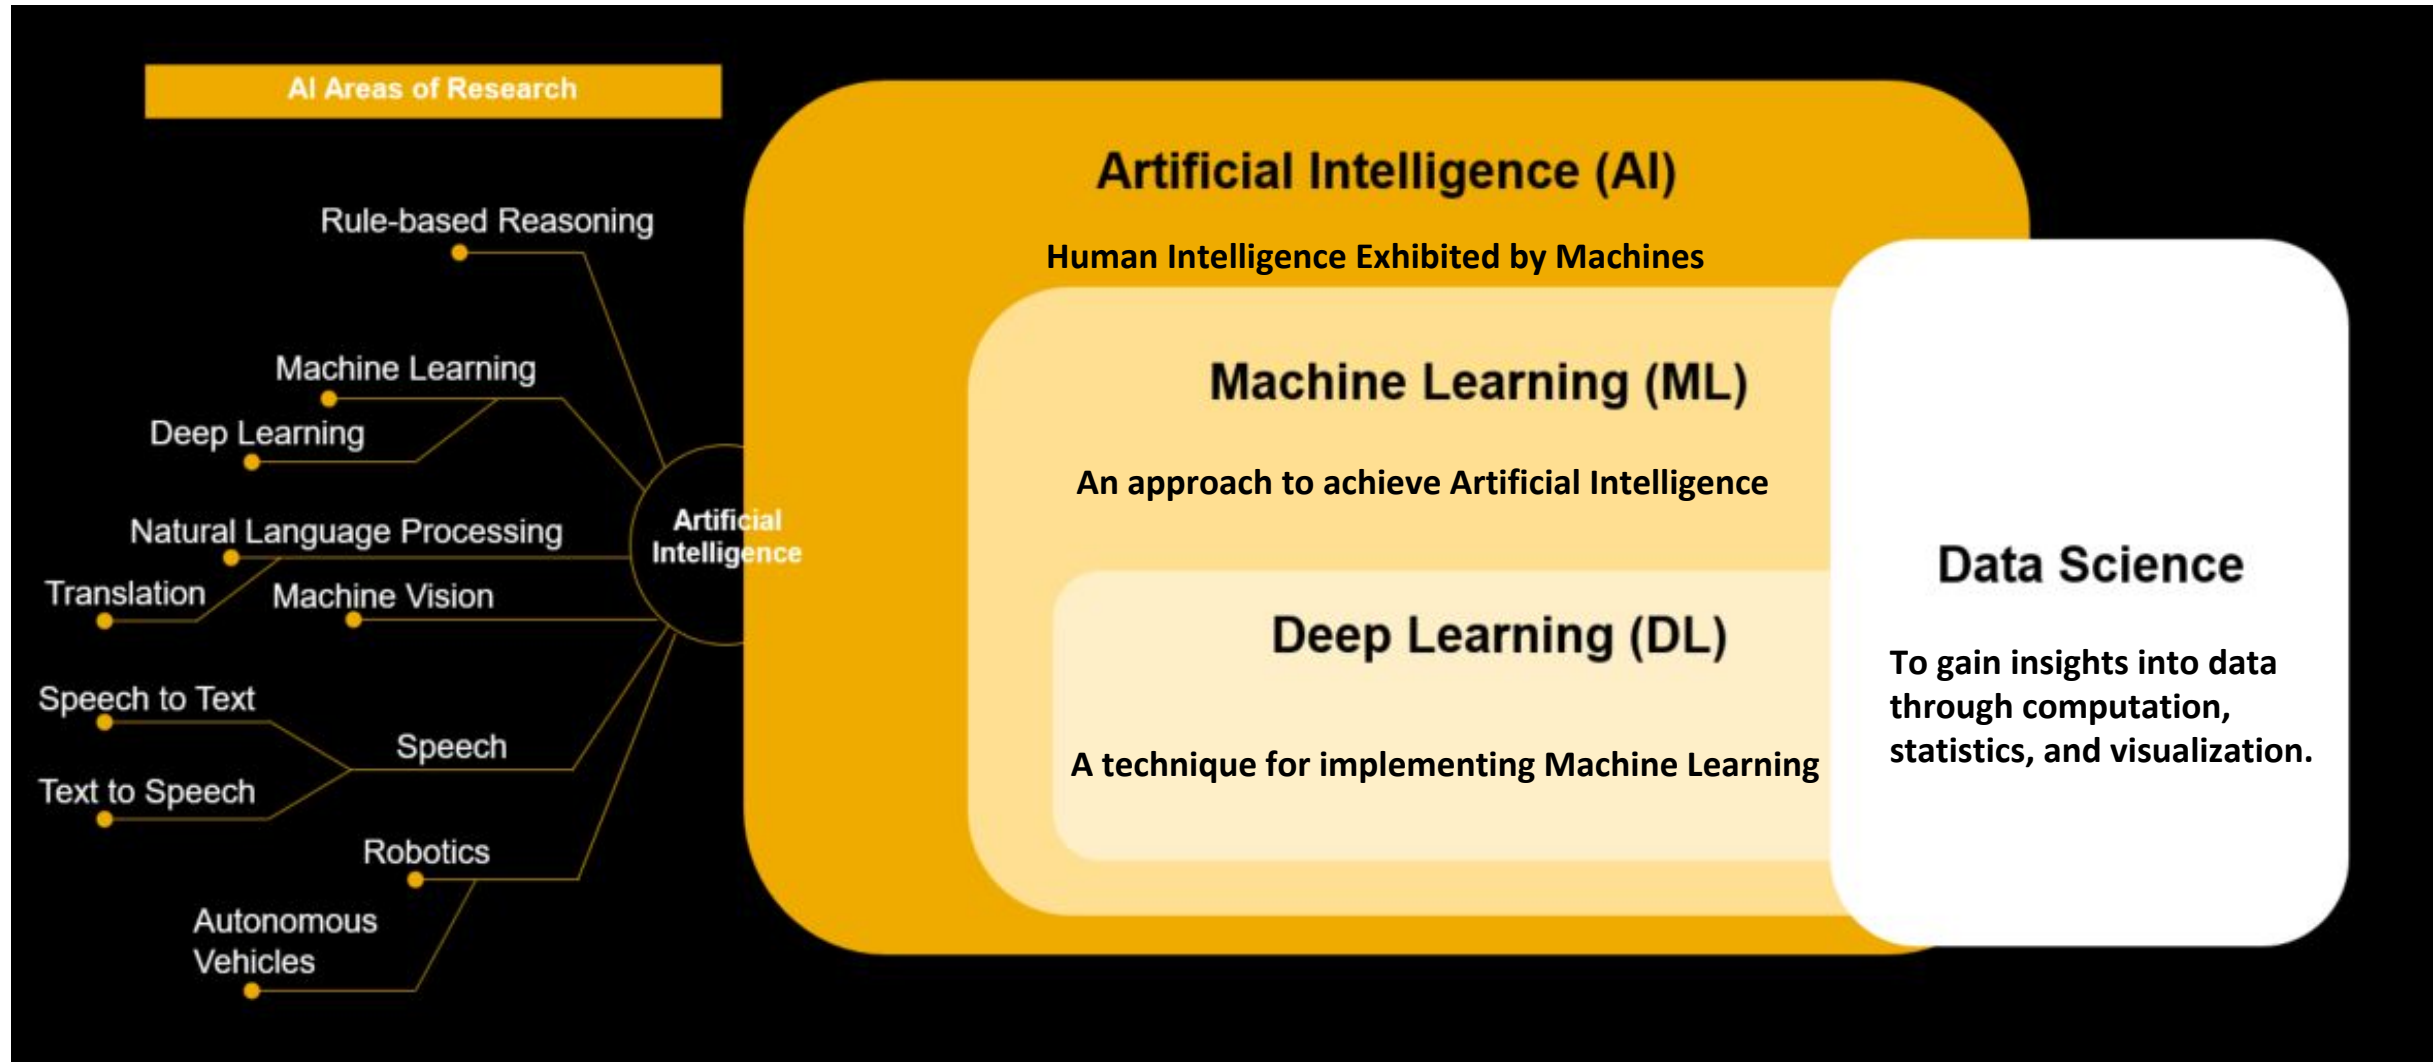 AI Areas of Research
Rule-based Reasoning
Machine Learning
Deep Learning
Natural Language Processing
Translation
Machine Vision
Speech to Text
Speech
Text to Speech
Robotics
Autonomous
Vehicles
Artificial
Intelligence
Artificial Intelligence (AI)
Human Intelligence Exhibited by Machines
Machine Learning (ML)
An approach to achieve Artificial Intelligence
Deep Learning (DL)
A technique for implementing Machine Learning
Data Science
To gain insights into data
through computation,
statistics, and visualization.